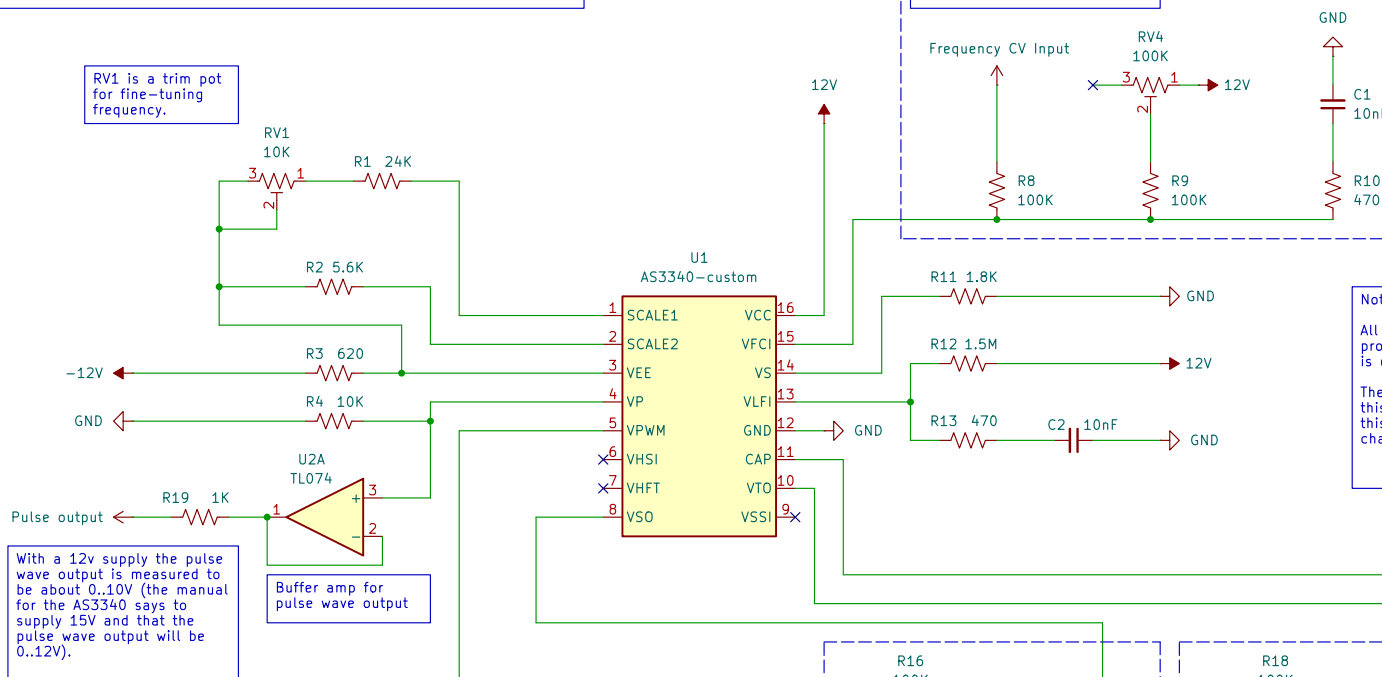 RV1 is a trim pot
for fine-tuning
frequency.
RV1
10K
3
1
2
R1 24K
R2 5.6K
R3 620
-12V
R4 10K
GND
U2A
TL074
3
+
1
2
-
R19 1K
Pulse output
With a 12v supply the pulse
wave output is measured to
be about 0..10V (the manual
for the AS3340 says to
supply 15V and that the
pulse wave output will be
0..12V).
Buffer amp for
pulse wave output
U1
AS3340-custom
1 SCALE1
2 SCALE2
3 VEE
4 VP
5 VPWM
6 VHSI
7 VHFT
8 VSO
VCC 16
VFCI 15
VS 14
VLFI 13
GND 12
CAP 11
VTO 10
VSSI 9
12V
Frequency CV Input
R8
100K
RV4
100K
3
1
2
12V
R9
100K
GND
C1
10n
R10
470
R11 1.8K
GND
R12 1.5M
12V
R13 470
C2 10nF
GND
GND
All
The
this
this
R16
100K
R18
100K